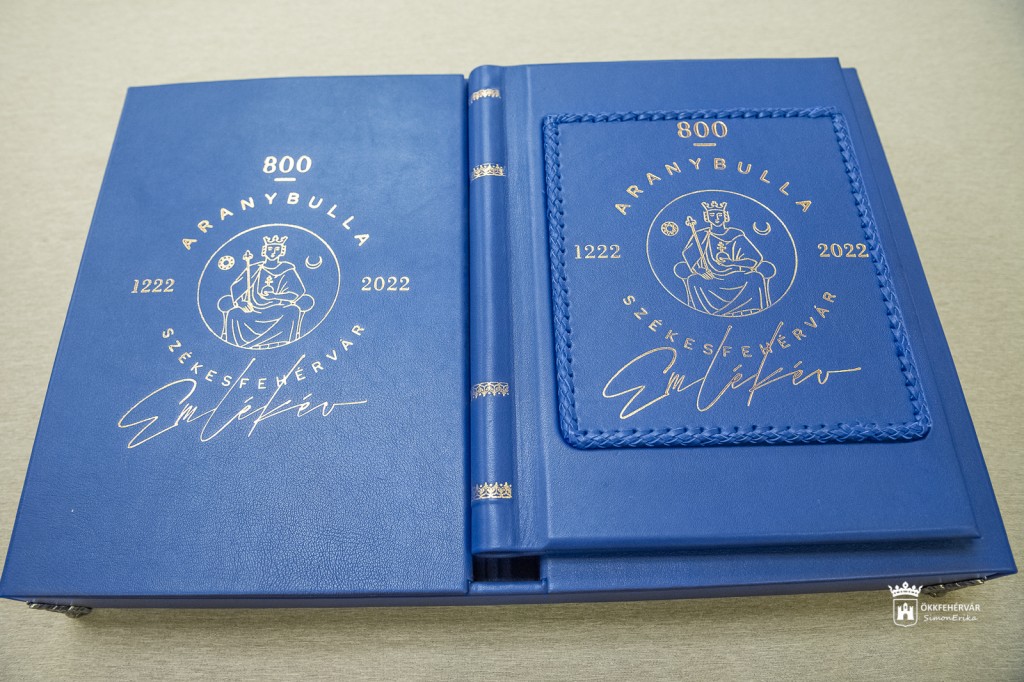 800
ARANYBULLA
1222
2022
SZÉKESFEHÉRVÁR
Emlékév
800
ARANYBULLA
1222
2022
SZÉKESFEHÉRVÁR
Emlékév
ÖKKFEHÉRVÁR
SimonErika